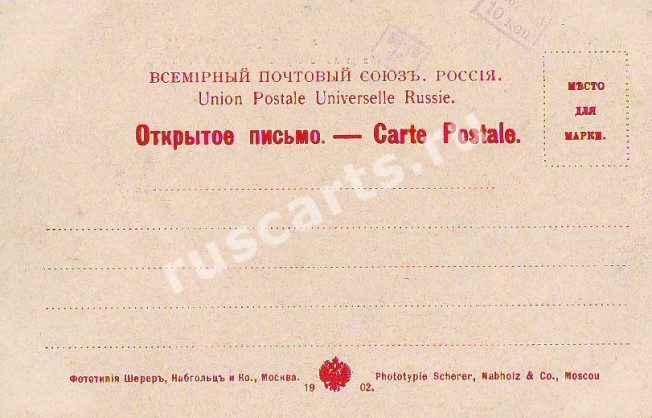 10 коп
ВСЕМІРНЫЙ ПОЧТОВЫЙ СОЮЗЪ. РОССІЯ.
Union Postale Universelle Russie.
Открытое письмо. — Carte Postale.
МѢСТО
ДЛЯ
МАРКИ.
ruscarts.ru
Фототипія Шереръ, Набгольцъ и Ко., Москва.
19 02.
Phototypie Scherer, Nabholz & Co., Moscou